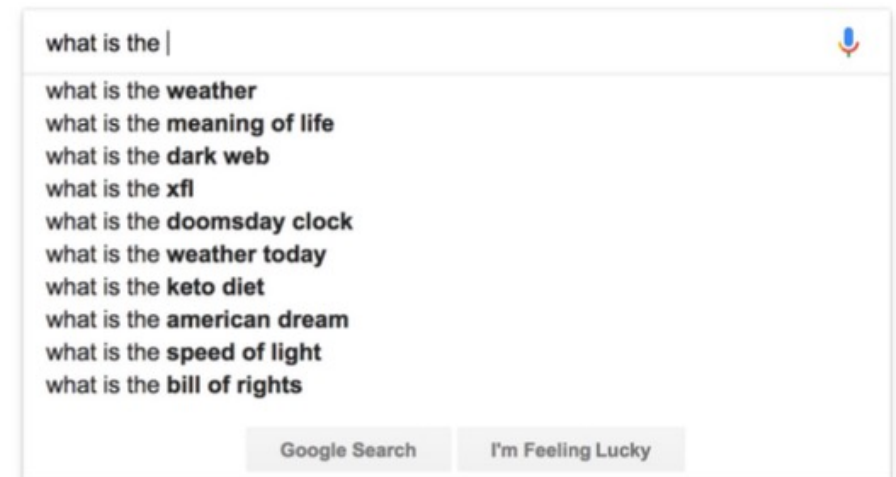 what is the
what is the weather
what is the meaning of life
what is the dark web
what is the xfl
what is the doomsday clock
what is the weather today
what is the keto diet
what is the american dream
what is the speed of light
what is the bill of rights
Google Search I'm Feeling Lucky